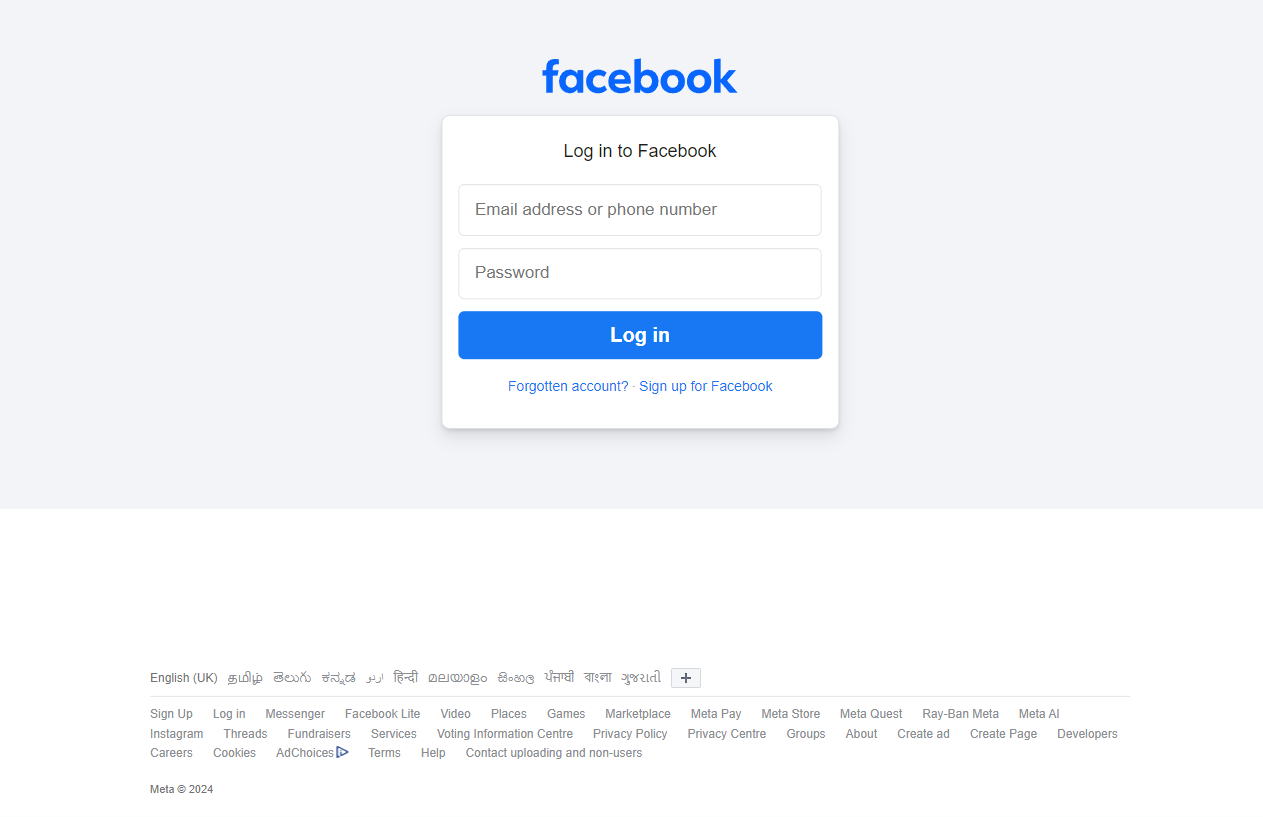 facebook
Log in to Facebook
Email address or phone number
Password
Log in
Forgotten account? · Sign up for Facebook
English (UK) தமிழ் తెలుగు ಕನ್ನಡ اردو हिन्दी മലയാളം සිංහල ਪੰਜਾਬੀ বাংলা ગુજરાતી +
Sign Up Log in Messenger Facebook Lite Video Places Games Marketplace Meta Pay Meta Store Meta Quest Ray-Ban Meta Meta AI
Instagram Threads Fundraisers Services Voting Information Centre Privacy Policy Privacy Centre Groups About Create ad Create Page Developers
Careers Cookies AdChoices Terms Help Contact uploading and non-users
Meta © 2024